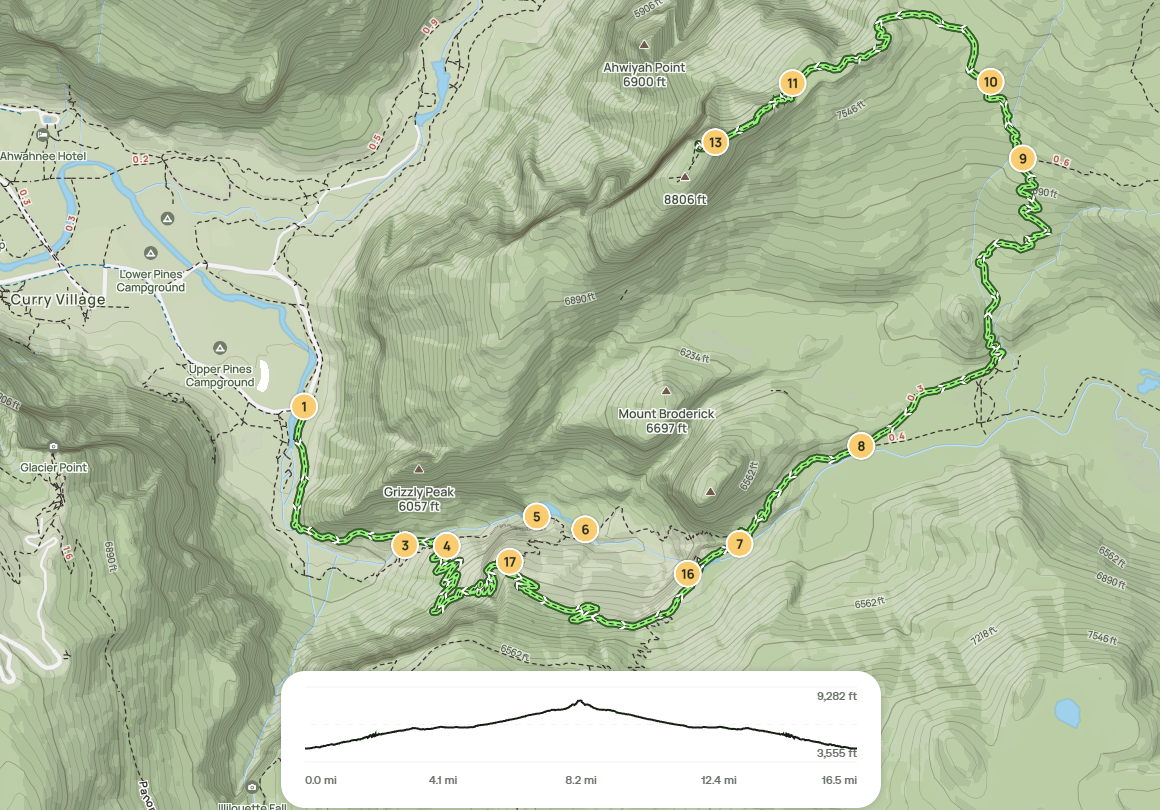 5906 ft
0.9
Ahwiyah Point
6900 ft
11
10
7546 ft
0.5
Ahwahnee Hotel
0.2
13
9
0.6
0.3
0.3
8806 ft
90 ft
Lower Pines
Campground
Curry Village
6890 ft
6234 ft
Upper Pines
Campground
1
Mount Broderick
6697 ft
0.3
0.4
8
Glacier Point
Grizzly Peak
6057 ft
6562 ft
5
6
3
4
17
7
16
1.6
6890 ft
6562 ft
6890 ft
6562 ft
7218 ft
7546 ft
6562 ft
9,282 ft
3,555 ft
0.0 mi
4.1 mi
8.2 mi
12.4 mi
16.5 mi
Illilouette Fall
Panor